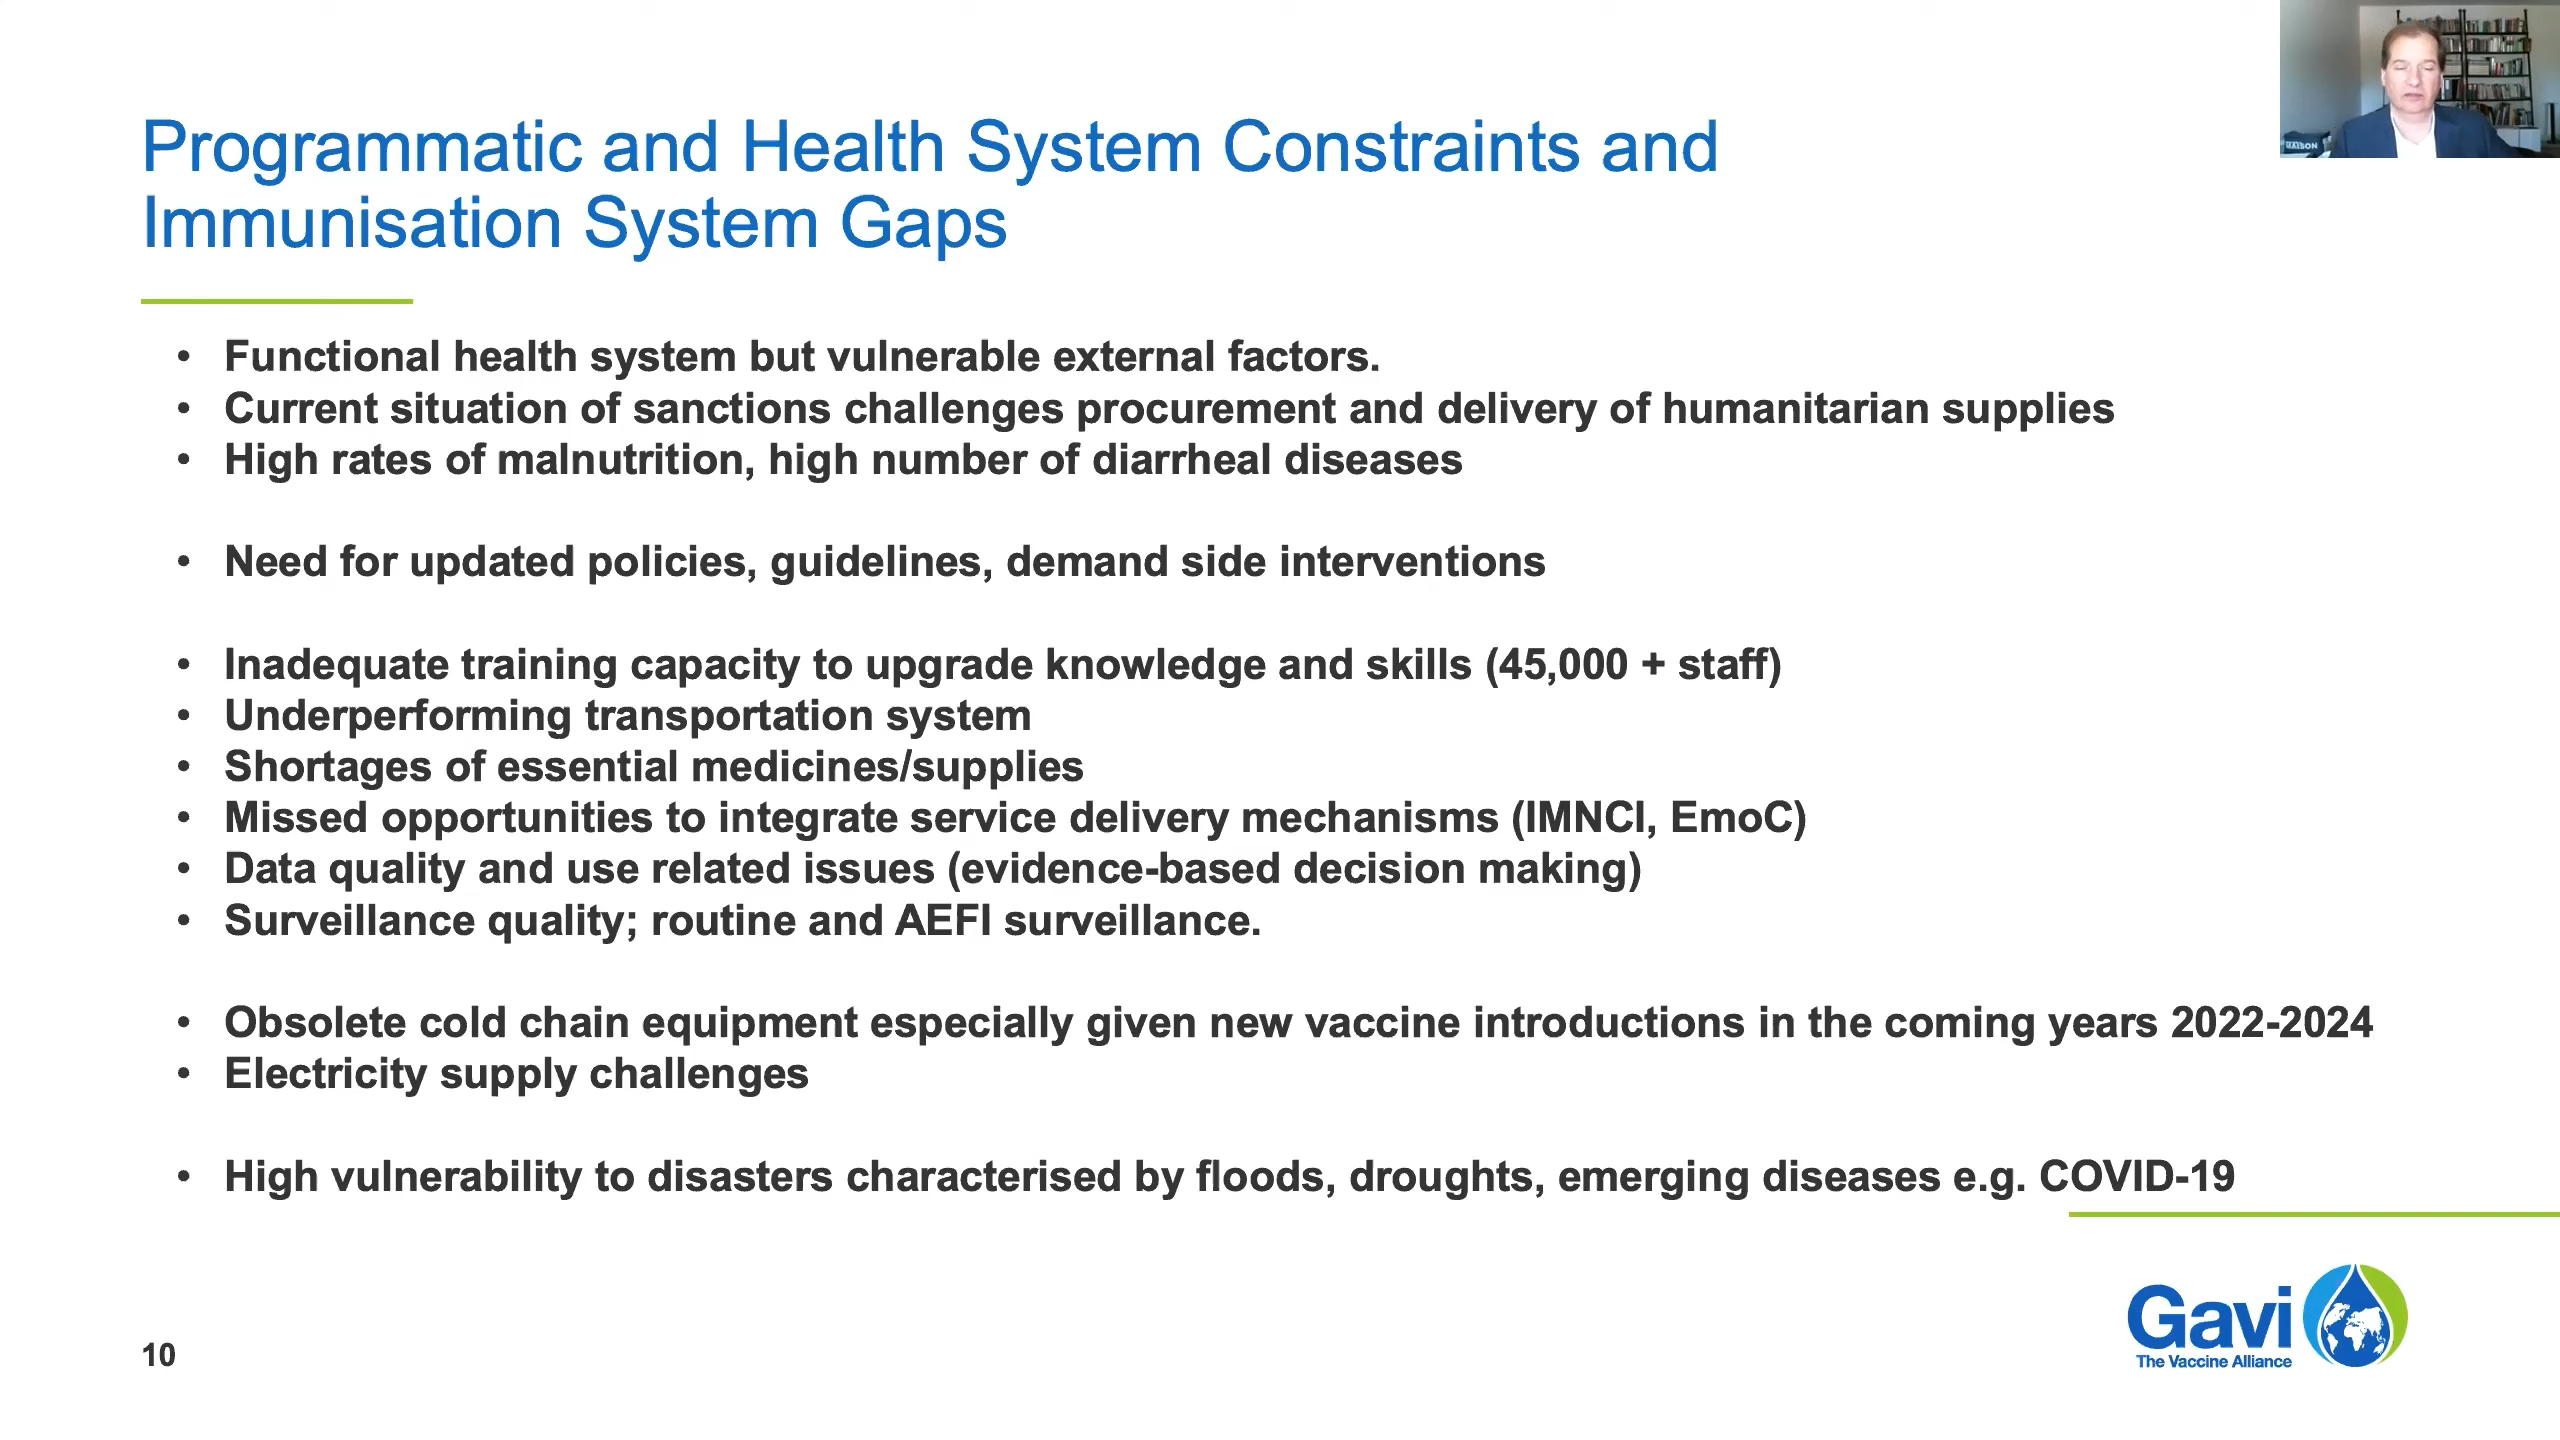 Programmatic and Health System Constraints and
Immunisation System Gaps
• Functional health system but vulnerable external factors.
• Current situation of sanctions challenges procurement and delivery of humanitarian supplies
• High rates of malnutrition, high number of diarrheal diseases
• Need for updated policies, guidelines, demand side interventions
• Inadequate training capacity to upgrade knowledge and skills (45,000 + staff)
• Underperforming transportation system
• Shortages of essential medicines/supplies
• Missed opportunities to integrate service delivery mechanisms (IMNCI, EmoC)
• Data quality and use related issues (evidence-based decision making)
• Surveillance quality; routine and AEFI surveillance.
• Obsolete cold chain equipment especially given new vaccine introductions in the coming years 2022-2024
• Electricity supply challenges
• High vulnerability to disasters characterised by floods, droughts, emerging diseases e.g. COVID-19
10
Gavi
The Vaccine Alliance